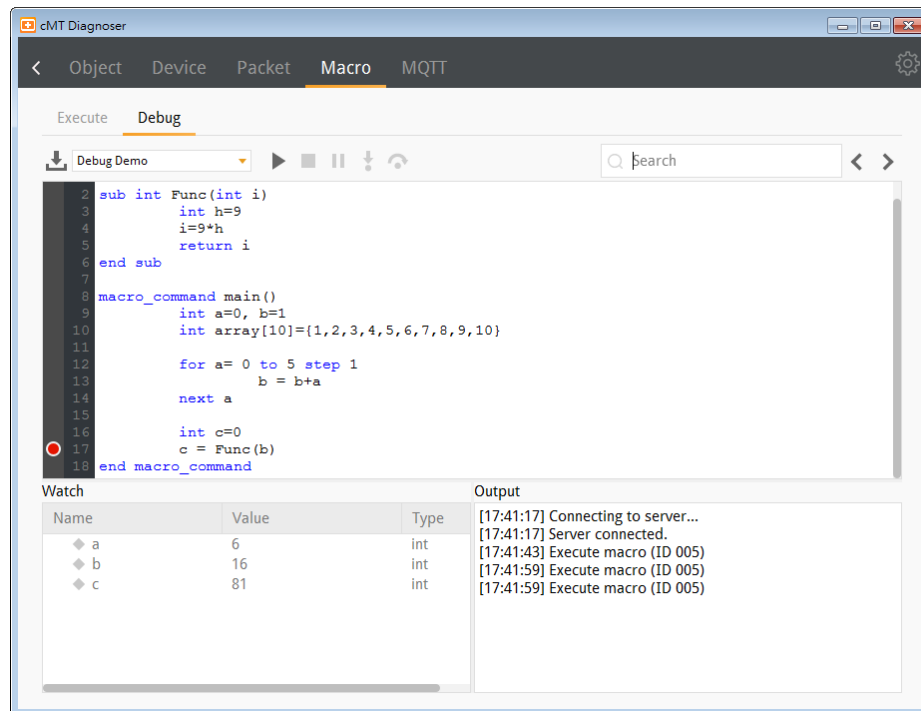 cMT Diagnoser
Object Device Packet Macro MQTT
Execute Debug
Debug Demo
Search
2 sub int Func(int i)
3 int h=9
4 i=9*h
5 return i
6 end sub
7
8 macro_command main()
9 int a=0, b=1
10 int array[10]={1,2,3,4,5,6,7,8,9,10}
11
12 for a= 0 to 5 step 1
13 b = b+a
14 next a
15
16 int c=0
17 c = Func(b)
18 end macro_command
Watch
Name Value Type
a 6 int
b 16 int
c 81 int
Output
[17:41:17] Connecting to server...
[17:41:17] Server connected.
[17:41:43] Execute macro (ID 005)
[17:41:59] Execute macro (ID 005)
[17:41:59] Execute macro (ID 005)